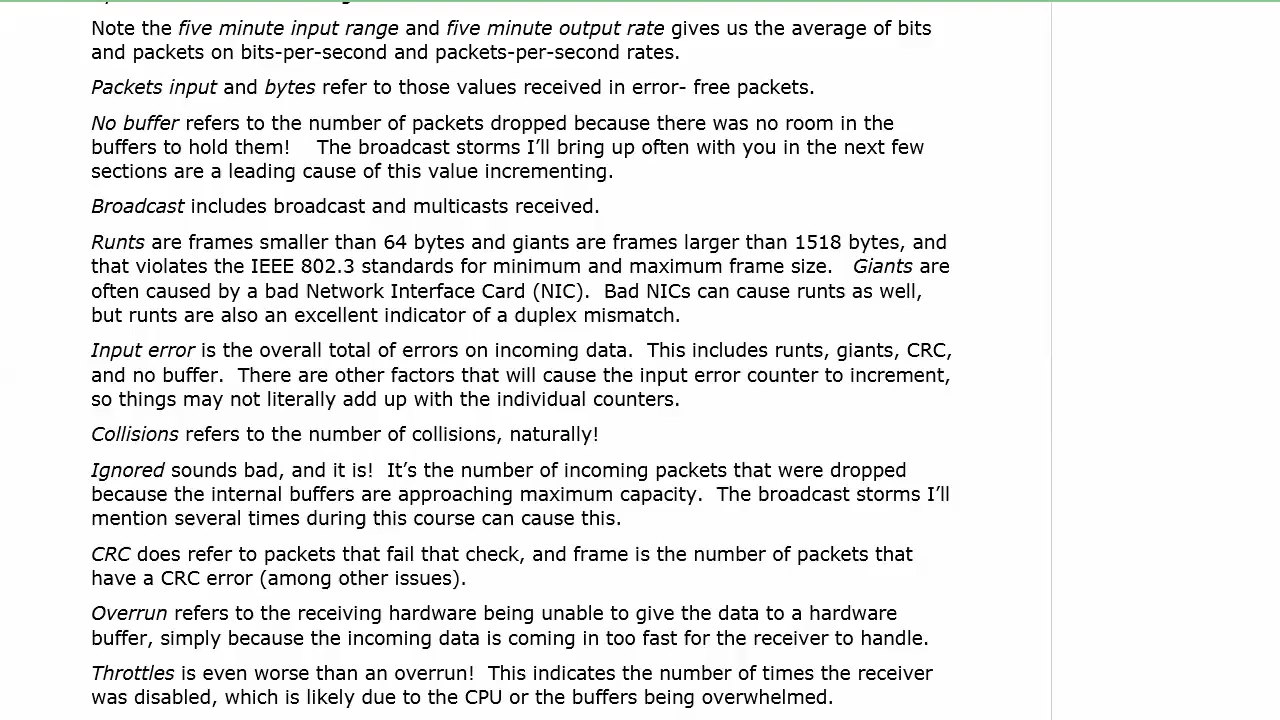 Note the five minute input range and five minute output rate gives us the average of bits
and packets on bits-per-second and packets-per-second rates.
Packets input and bytes refer to those values received in error- free packets.
No buffer refers to the number of packets dropped because there was no room in the
buffers to hold them!    The broadcast storms I’ll bring up often with you in the next few
sections are a leading cause of this value incrementing.
Broadcast includes broadcast and multicasts received.
Runts are frames smaller than 64 bytes and giants are frames larger than 1518 bytes, and
that violates the IEEE 802.3 standards for minimum and maximum frame size.   Giants are
often caused by a bad Network Interface Card (NIC).  Bad NICs can cause runts as well,
but runts are also an excellent indicator of a duplex mismatch.
Input error is the overall total of errors on incoming data.  This includes runts, giants, CRC,
and no buffer.  There are other factors that will cause the input error counter to increment,
so things may not literally add up with the individual counters.
Collisions refers to the number of collisions, naturally!
Ignored sounds bad, and it is!  It’s the number of incoming packets that were dropped
because the internal buffers are approaching maximum capacity.  The broadcast storms I’ll
mention several times during this course can cause this.
CRC does refer to packets that fail that check, and frame is the number of packets that
have a CRC error (among other issues).
Overrun refers to the receiving hardware being unable to give the data to a hardware
buffer, simply because the incoming data is coming in too fast for the receiver to handle.
Throttles is even worse than an overrun!  This indicates the number of times the receiver
was disabled, which is likely due to the CPU or the buffers being overwhelmed.